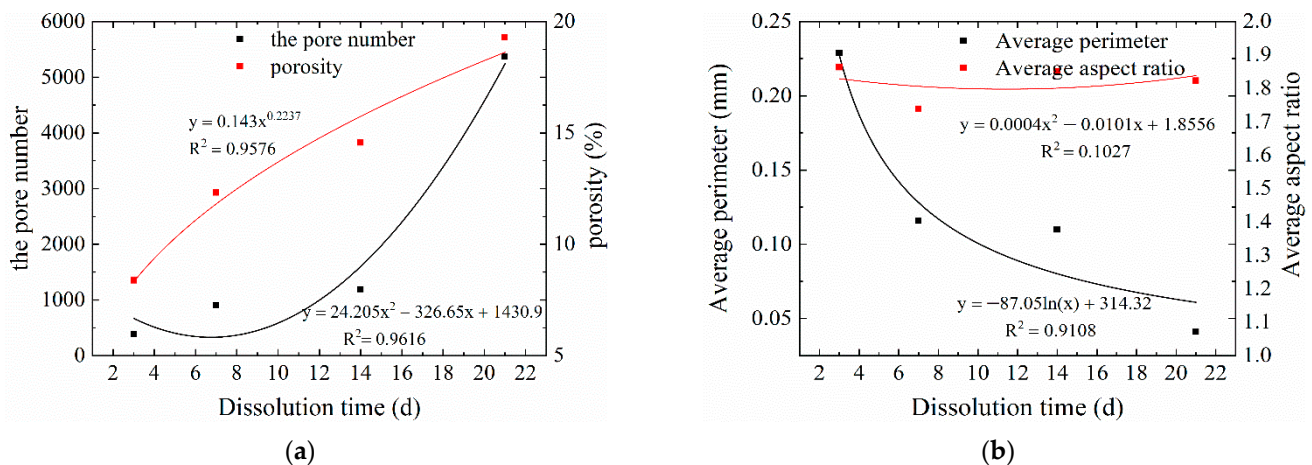 6000
5000
4000
3000
2000
1000
0
the pore number
the pore number
porosity
y = 0.143x^0.2237
R² = 0.9576
y = 24.205x² − 326.65x + 1430.9
R² = 0.9616
20
15
10
5
porosity (%)
2 4 6 8 10 12 14 16 18 20 22
Dissolution time (d)
(a)
0.25
0.20
0.15
0.10
0.05
Average perimeter (mm)
Average perimeter
Average aspect ratio
y = 0.0004x² − 0.0101x + 1.8556
R² = 0.1027
y = −87.05ln(x) + 314.32
R² = 0.9108
2.0
1.9
1.8
1.7
1.6
1.5
1.4
1.3
1.2
1.1
1.0
Average aspect ratio
2 4 6 8 10 12 14 16 18 20 22
Dissolution time (d)
(b)